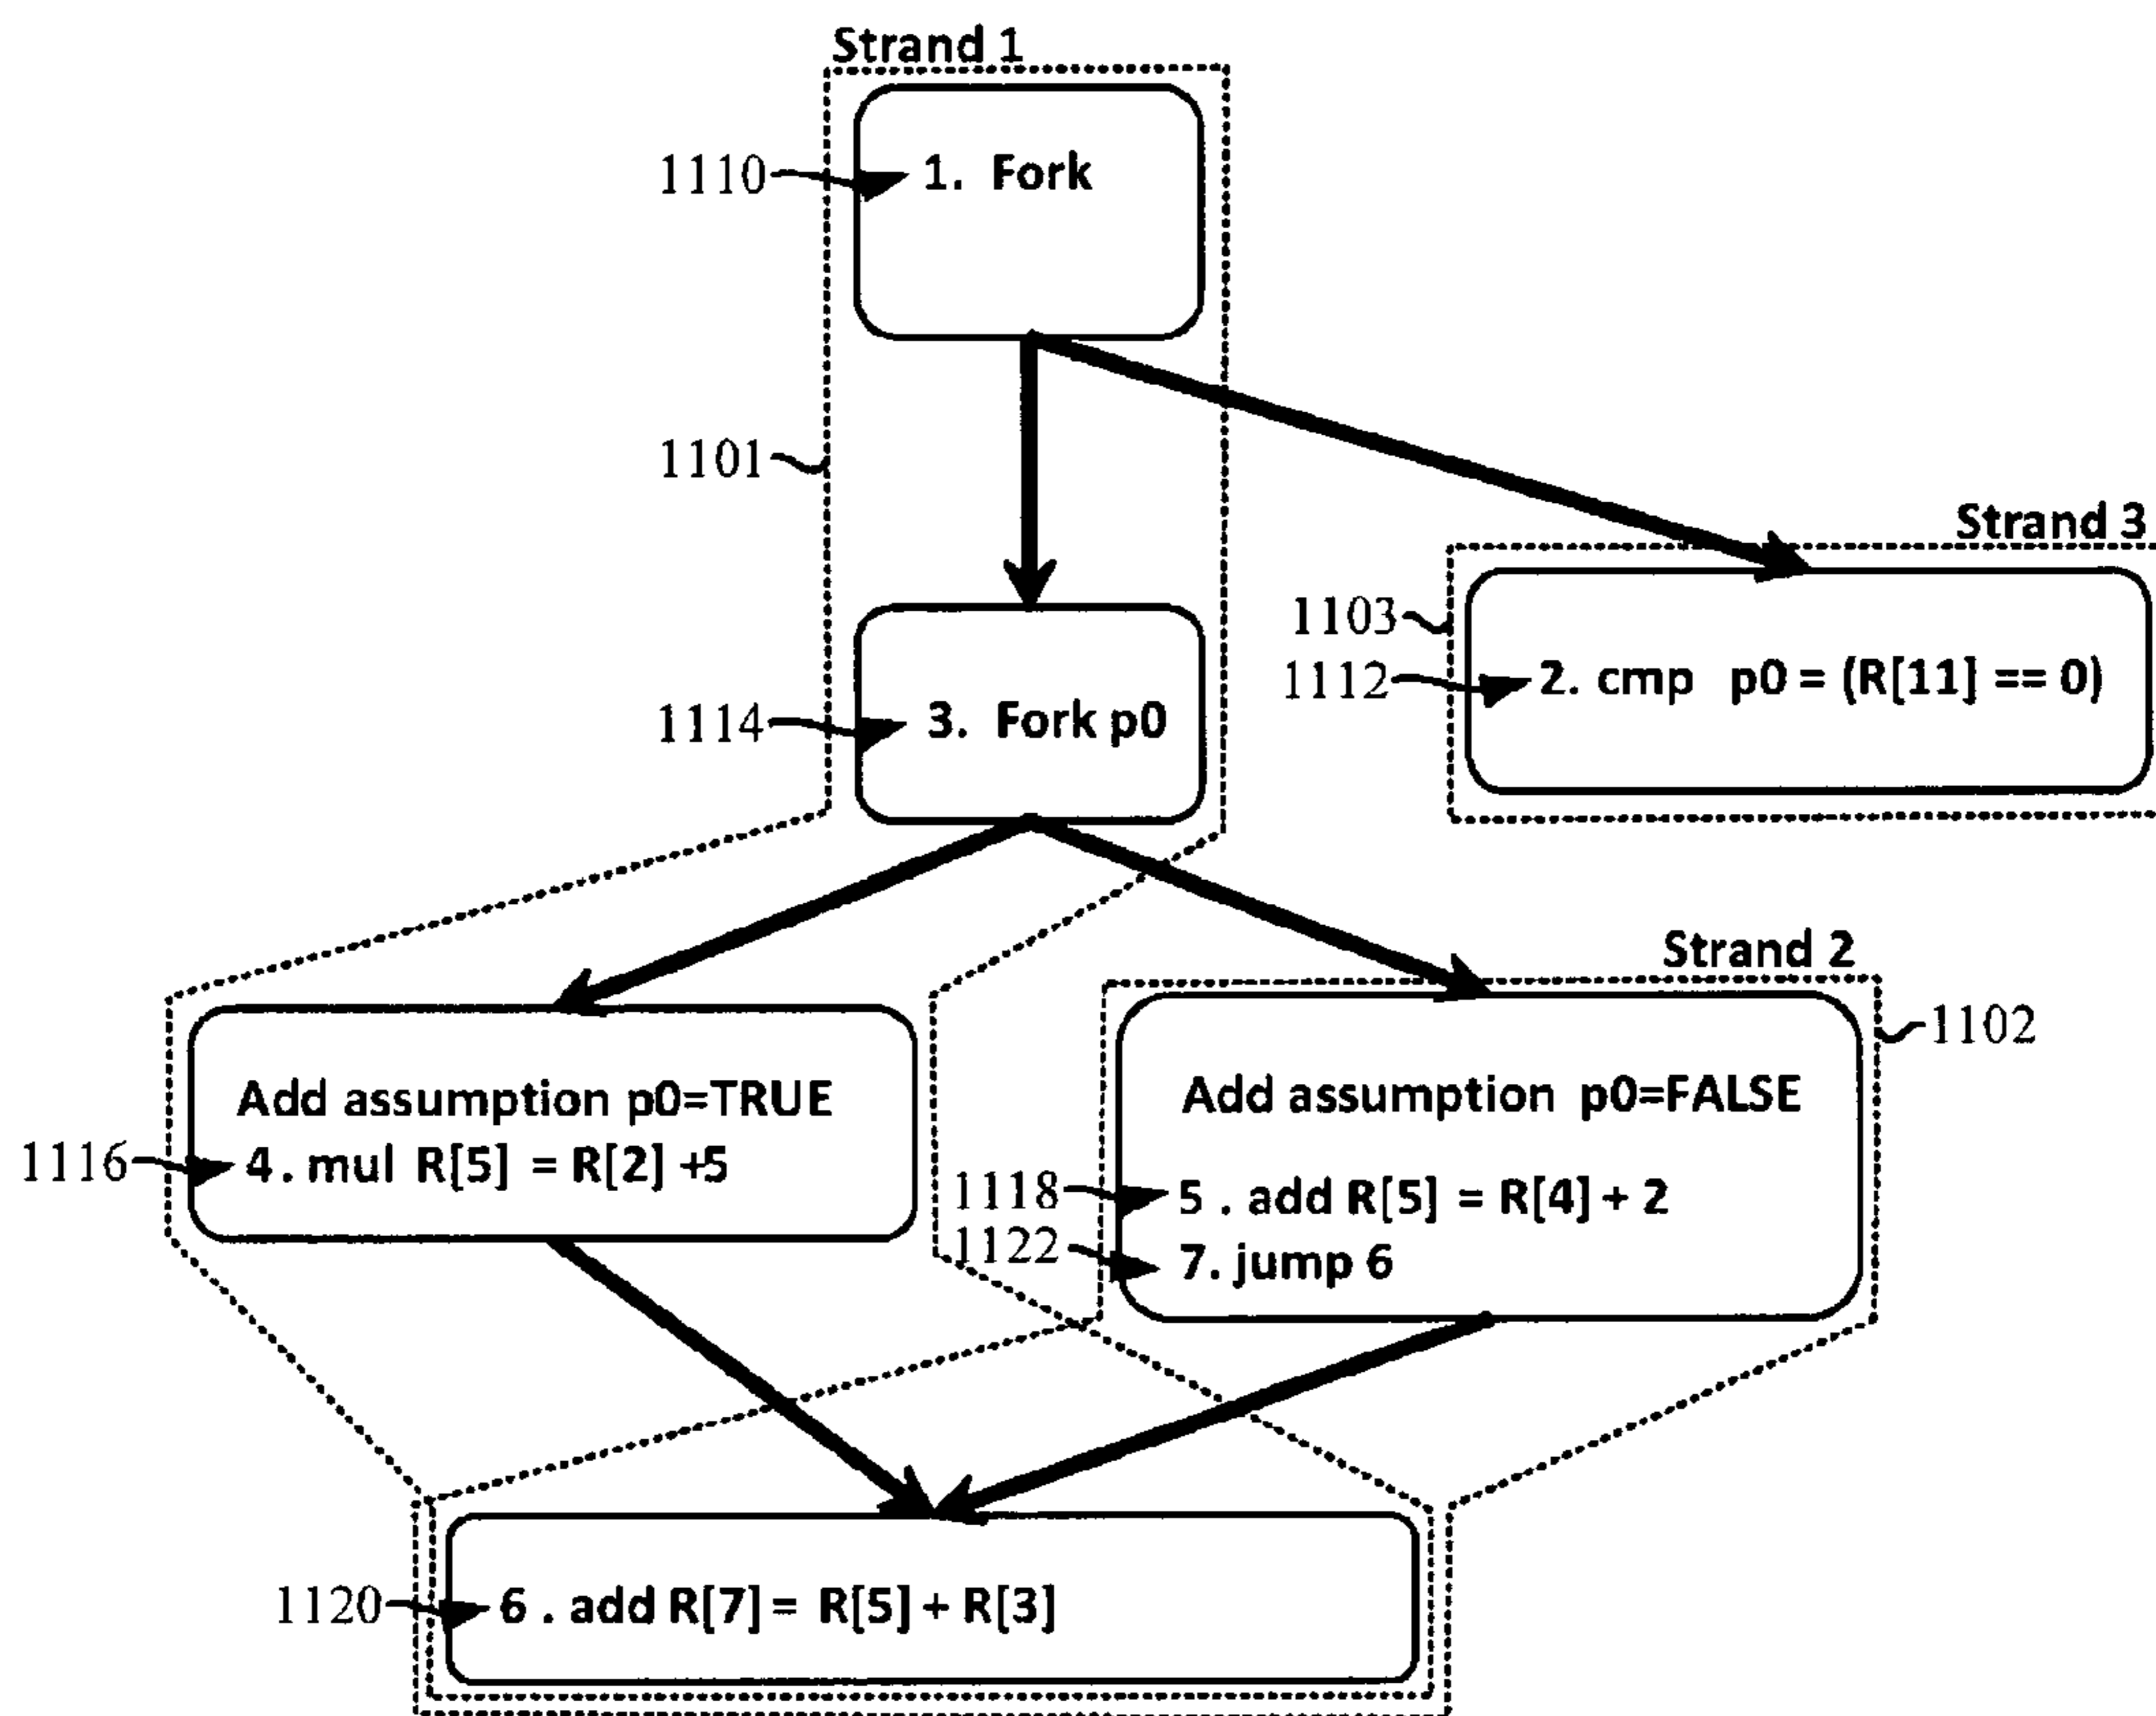 Strand 1
1110
1. Fork
1101
Strand 3
1103
1112
2. cmp p0 = (R[11] == 0)
1114
3. Fork p0
Strand 2
1102
Add assumption p0=TRUE
1116
4 . mul R[5] = R[2] +5
Add assumption p0=FALSE
1118
5 . add R[5] = R[4] + 2
1122
7. jump 6
1120
6 . add R[7] = R[5] + R[3]